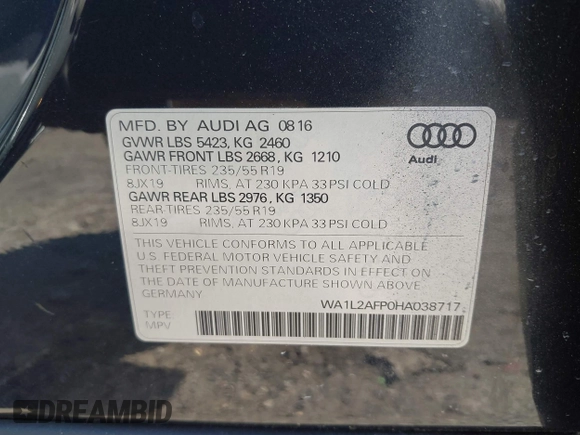 MFD. BY AUDI AG 08 16
GVWR LBS 5423, KG 2460
GAWR FRONT LBS 2668, KG 1210
FRONT-TIRES 235/55 R19
8JX19 RIMS. AT 230 KPA 33 PSI COLD
GAWR REAR LBS 2976, KG 1350
REAR-TIRES 235/55 R19
8JX19 RIMS. AT 230 KPA 33 PSI COLD
Audi
THIS VEHICLE CONFORMS TO ALL APPLICABLE
U.S. FEDERAL MOTOR VEHICLE SAFETY AND
THEFT PREVENTION STANDARDS IN EFFECT ON
THE DATE OF MANUFACTURE SHOWN ABOVE
GERMANY.
WA1L2AFP0HA038717
TYPE
MPV
DREAMBID